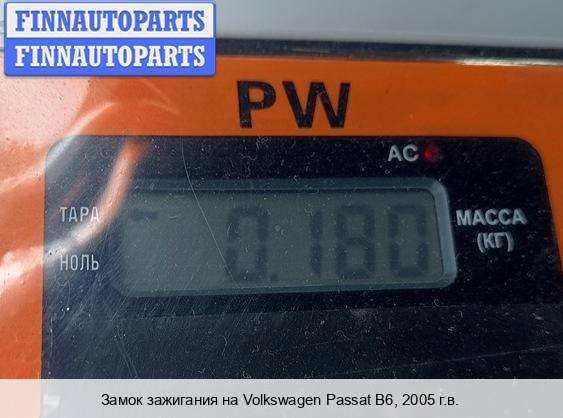 FINNAUTOPARTS
FINNAUTOPARTS
PW
AC
ТАРА
0.180
МАССА
(КГ)
НОЛЬ
Замок зажигания на Volkswagen Passat B6, 2005 г.в.